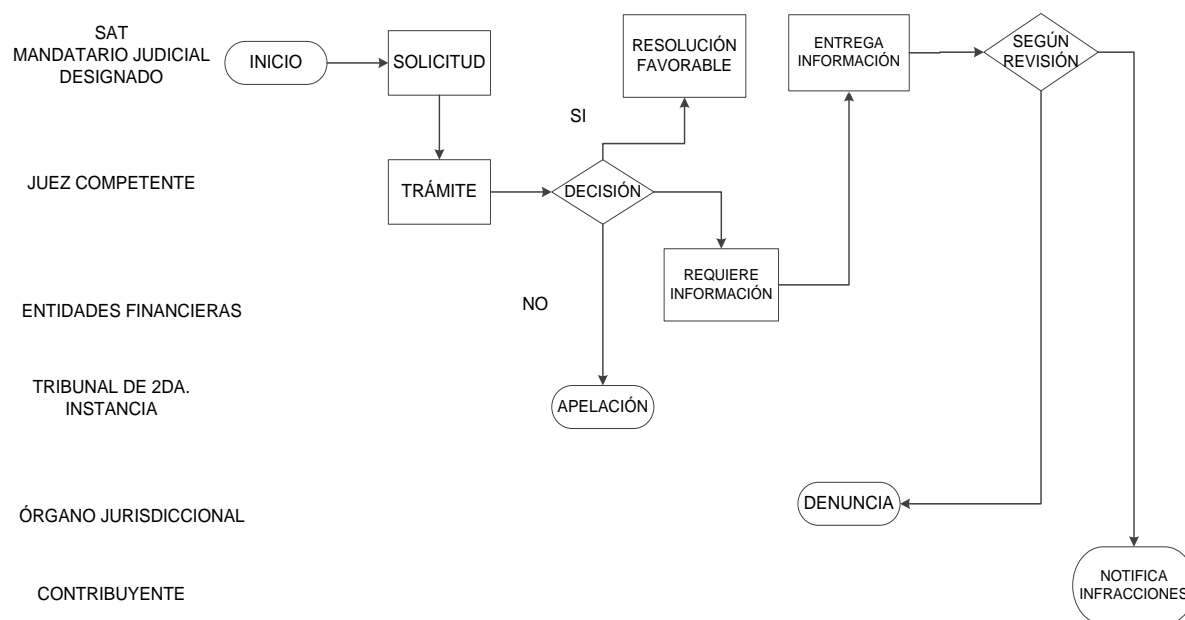 SAT
MANDATARIO JUDICIAL
DESIGNADO
INICIO
SOLICITUD
RESOLUCIÓN
FAVORABLE
ENTREGA
INFORMACIÓN
SEGÚN
REVISIÓN
SI
JUEZ COMPETENTE
TRÁMITE
DECISIÓN
REQUIERE
INFORMACIÓN
NO
ENTIDADES FINANCIERAS
TRIBUNAL DE 2DA.
INSTANCIA
APELACIÓN
ÓRGANO JURISDICCIONAL
DENUNCIA
CONTRIBUYENTE
NOTIFICA
INFRACCIONES